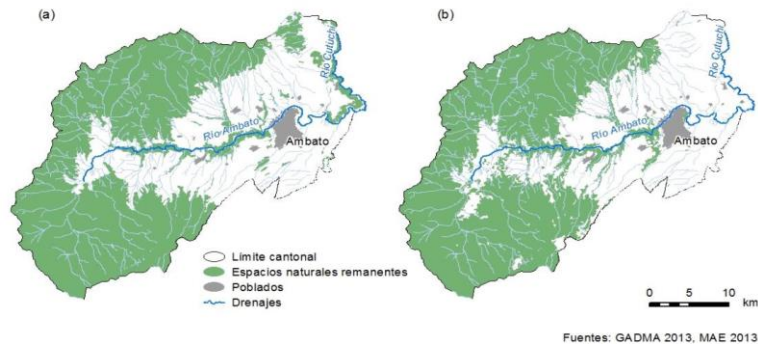 (a)
Río Cutuchi
Río Ambato
Ambato
(b)
Río Cutuchi
Río Ambato
Ambato
Límite cantonal
Espacios naturales remanentes
Poblados
Drenajes
0 5 10
km
Fuentes: GADMA 2013, MAE 2013